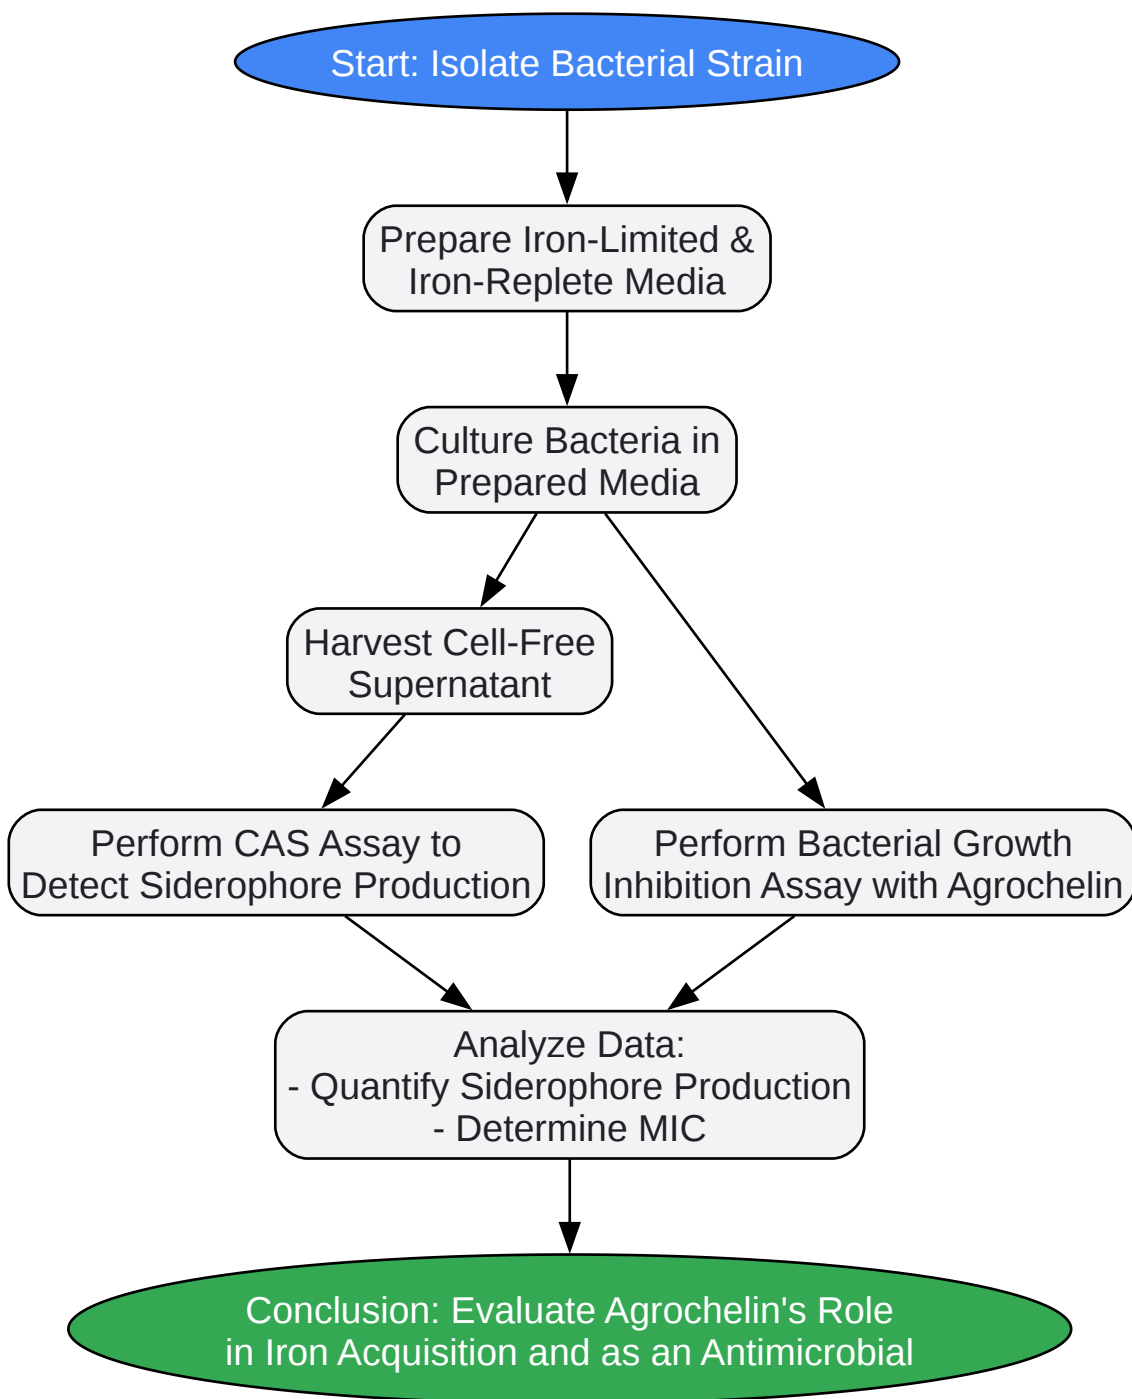 Start: Isolate Bacterial Strain
Prepare Iron-Limited &
Iron-Replete Media
Culture Bacteria in
Prepared Media
Harvest Cell-Free
Supernatant
Perform CAS Assay to
Detect Siderophore Production
Perform Bacterial Growth
Inhibition Assay with Agrochelin
Analyze Data:
- Quantify Siderophore Production
- Determine MIC
Conclusion: Evaluate Agrochelin's Role
in Iron Acquisition and as an Antimicrobial